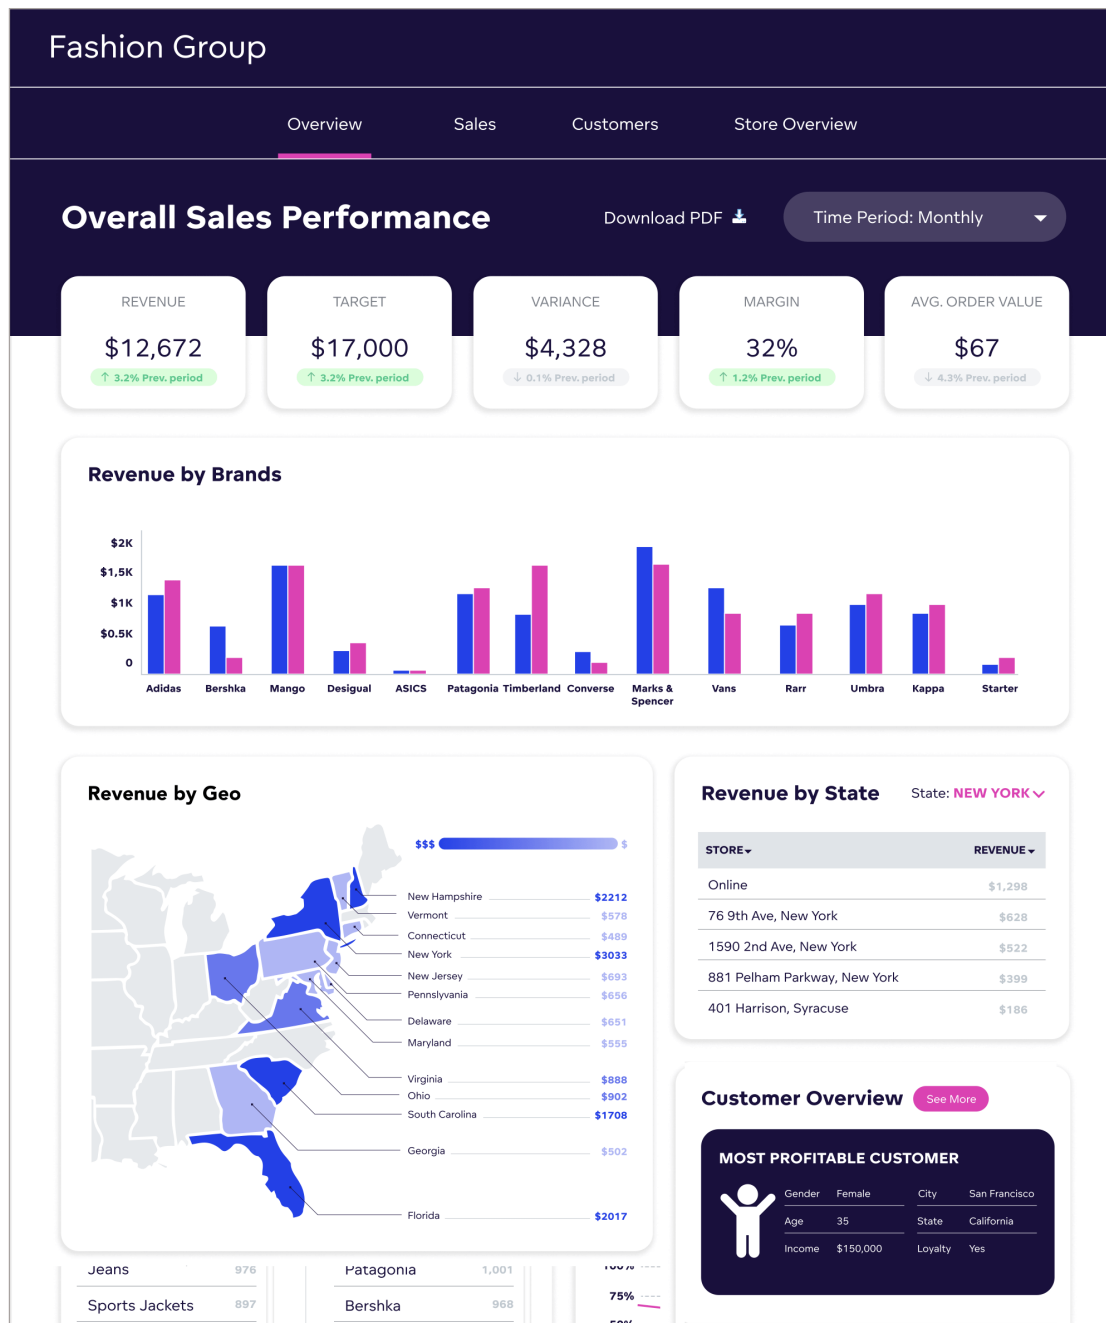 Fashion Group
Overview Sales Customers Store Overview
Overall Sales Performance
Download PDF
Time Period: Monthly
REVENUE
$12,672
↑ 3.2% Prev. period
TARGET
$17,000
↑ 3.2% Prev. period
VARIANCE
$4,328
↓ 0.1% Prev. period
MARGIN
32%
↑ 1.2% Prev. period
AVG. ORDER VALUE
$67
↓ 4.3% Prev. period
Revenue by Brands
$2K
$1,5K
$1K
$0.5K
0
Adidas Bershka Mango Desigual ASICS Patagonia Timberland Converse Marks & Spencer Vans Rarr Umbra Kappa Starter
Revenue by Geo
$$$ $
New Hampshire $2212
Vermont $578
Connecticut $489
New York $3033
New Jersey $693
Pennslyvania $656
Delaware $651
Maryland $555
Virginia $888
Ohio $902
South Carolina $1708
Georgia $502
Florida $2017
Revenue by State
State: NEW YORK
STORE REVENUE
Online $1,298
76 9th Ave, New York $628
1590 2nd Ave, New York $522
881 Pelham Parkway, New York $399
401 Harrison, Syracuse $186
Customer Overview
See More
MOST PROFITABLE CUSTOMER
Gender Female City San Francisco
Age 35 State California
Income $150,000 Loyalty Yes
Jeans 976
Sports Jackets 897
Patagonia 1,001
Bershka 968
100%
75%
50%